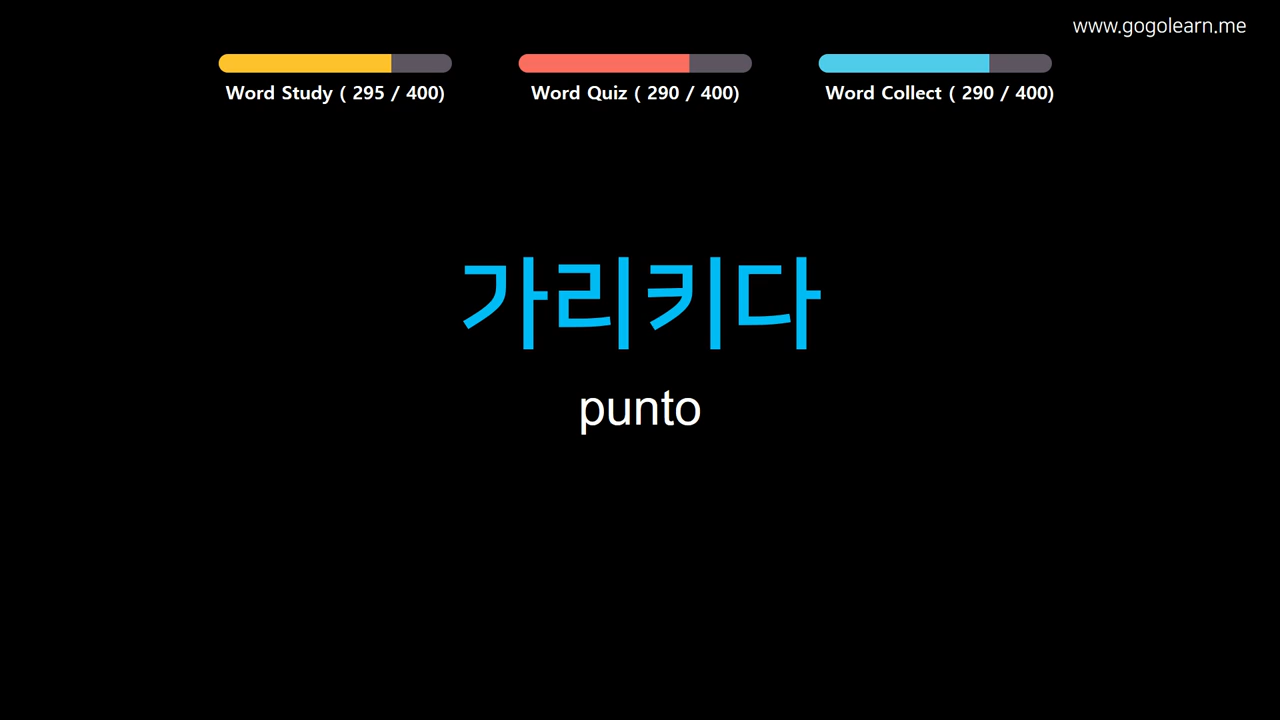 www.gogolearn.me
Word Study ( 295 / 400)
Word Quiz ( 290 / 400)
Word Collect ( 290 / 400)
가리키다
punto